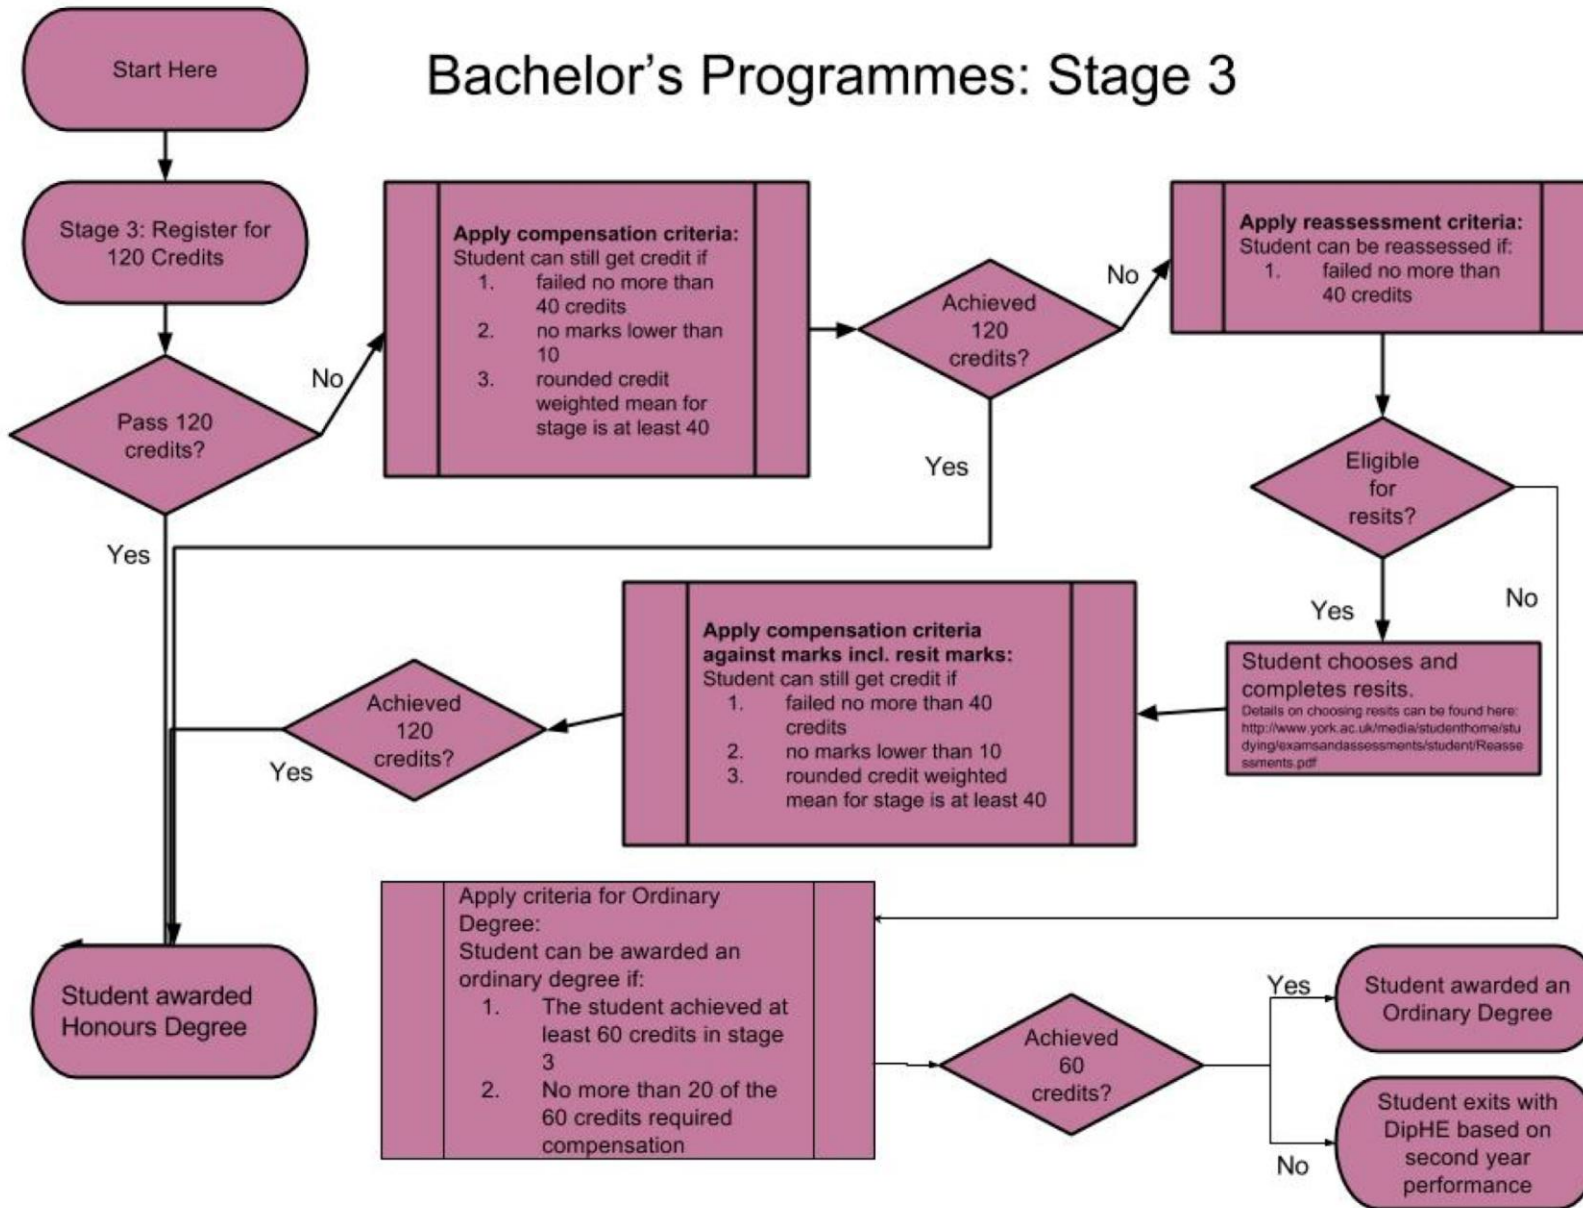 Bachelor's Programmes: Stage 3
Start Here
Stage 3: Register for
120 Credits
Pass 120
credits?
No
Yes
Apply compensation criteria:
Student can still get credit if
1. failed no more than
40 credits
2. no marks lower than
10
3. rounded credit
weighted mean for
stage is at least 40
Achieved
120
credits?
No
Yes
Apply reassessment criteria:
Student can be reassessed if:
1. failed no more than
40 credits
Eligible
for
resits?
Yes
No
Student chooses and
completes resits.
Details on choosing resits can be found here:
http://www.york.ac.uk/media/studenthome/stu
dying/examsandassessments/student/Reasse
ssments.pdf
Apply compensation criteria
against marks incl. resit marks:
Student can still get credit if
1. failed no more than 40
credits
2. no marks lower than 10
3. rounded credit weighted
mean for stage is at least 40
Achieved
120
credits?
Yes
Student awarded
Honours Degree
Apply criteria for Ordinary
Degree:
Student can be awarded an
ordinary degree if:
1. The student achieved at
least 60 credits in stage
3
2. No more than 20 of the
60 credits required
compensation
Achieved
60
credits?
Yes
No
Student awarded an
Ordinary Degree
Student exits with
DipHE based on
second year
performance